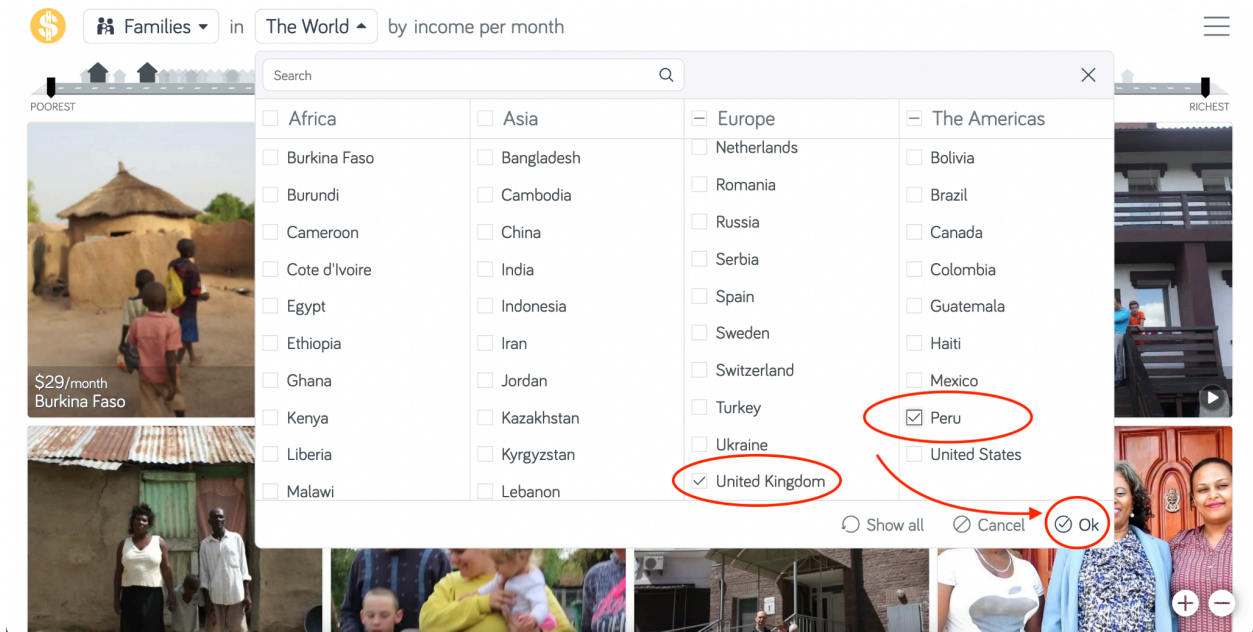 $ Families in The World by income per month
Search
POOREST
RICHEST
Africa
Burkina Faso
Burundi
Cameroon
Cote d'Ivoire
Egypt
Ethiopia
Ghana
Kenya
Liberia
Malawi
Asia
Bangladesh
Cambodia
China
India
Indonesia
Iran
Jordan
Kazakhstan
Kyrgyzstan
Lebanon
Europe
Netherlands
Romania
Russia
Serbia
Spain
Sweden
Switzerland
Turkey
Ukraine
United Kingdom
The Americas
Bolivia
Brazil
Canada
Colombia
Guatemala
Haiti
Mexico
Peru
United States
$29/month
Burkina Faso
Show all Cancel Ok